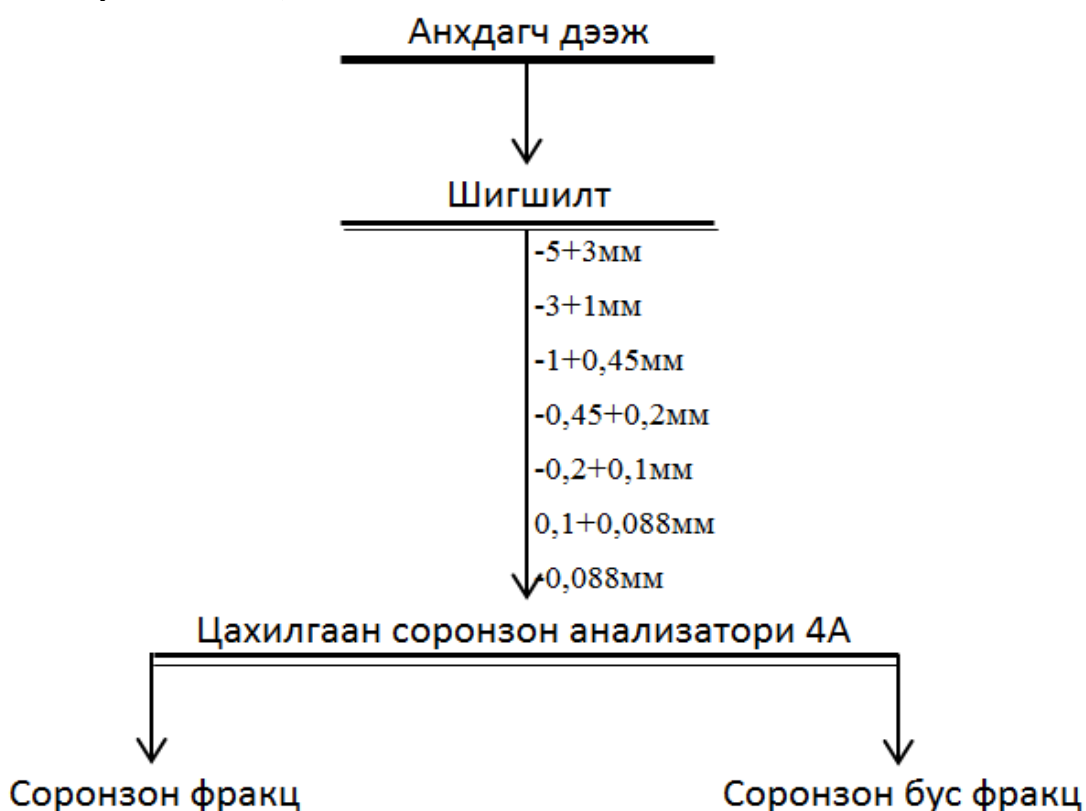 Анхдагч дээж
Шигшилт
-5+3мм
-3+1мм
-1+0,45мм
-0,45+0,2мм
-0,2+0,1мм
0,1+0,088мм
-0,088мм
Цахилгаан соронзон анализатори 4А
Соронзон фракц
Соронзон бус фракц